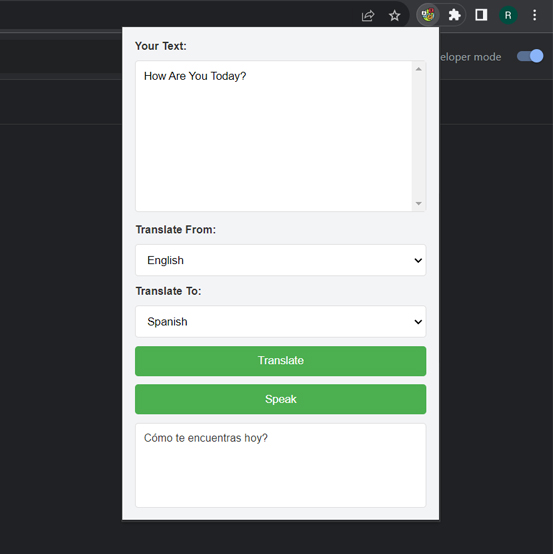 R
eloper mode
Your Text:
How Are You Today?
Translate From:
English
Translate To:
Spanish
Translate
Speak
Cómo te encuentras hoy?